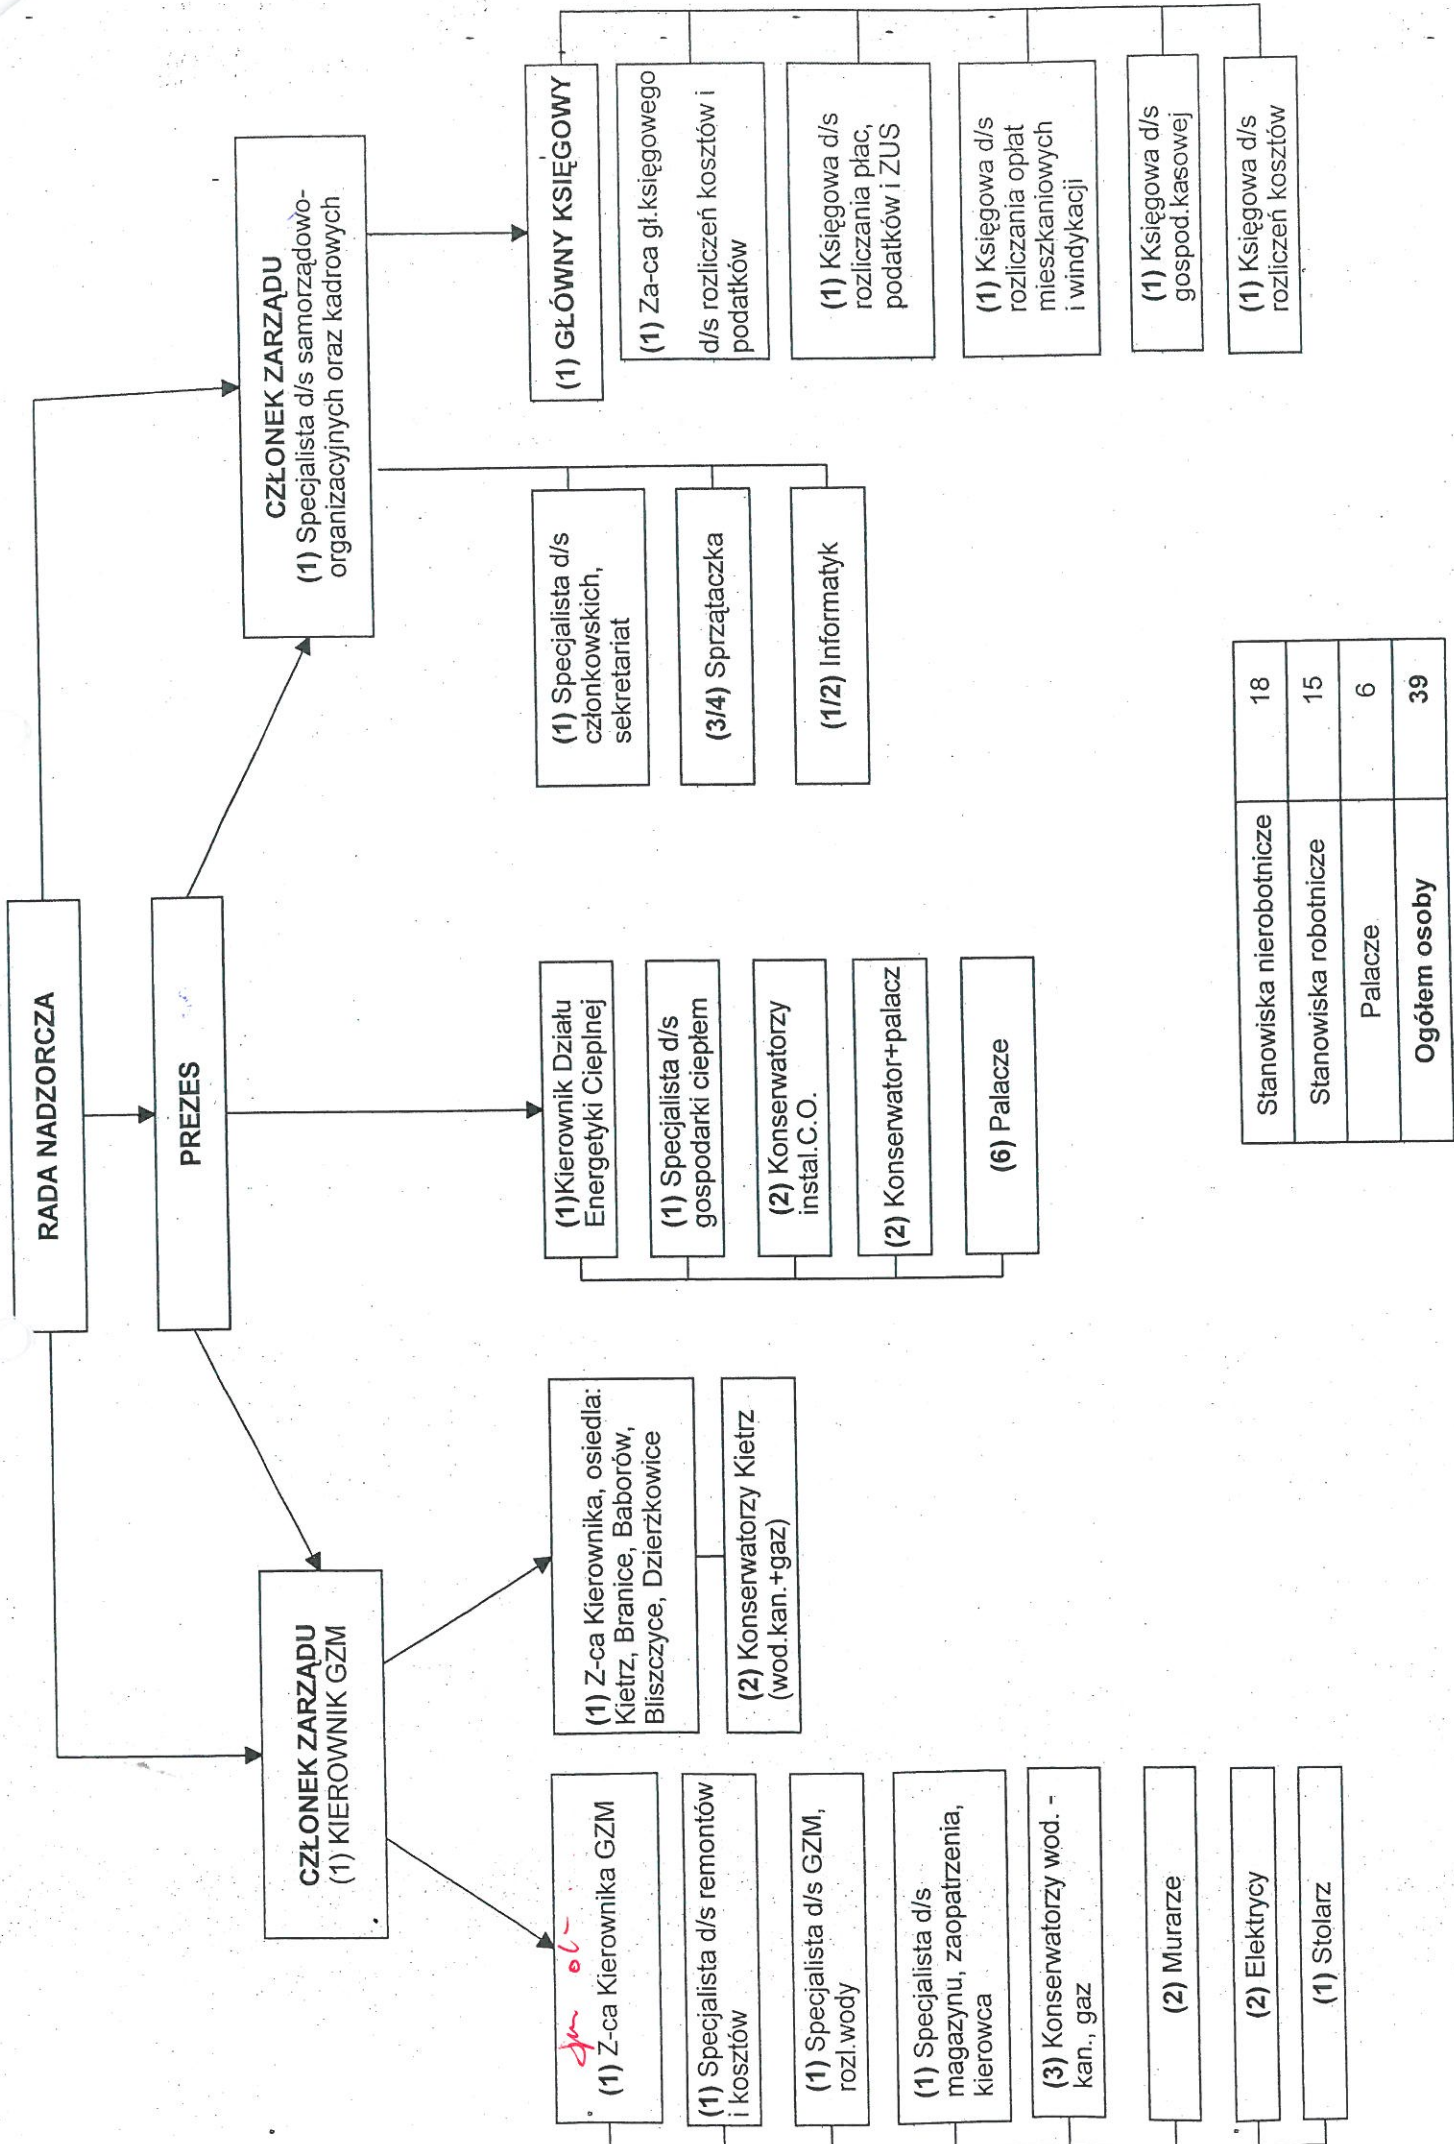 RADA NADZORCZA
PREZES
CZŁONEK ZARZĄDU
(1) KIEROWNIK GZM
CZŁONEK ZARZĄDU
(1) Specjalista d/s samorządowo-
organizacyjnych oraz kadrowych
(1) Z-ca Kierownika GZM
(1) Specjalista d/s remontów
i kosztów
(1) Specjalista d/s GZM,
rozl.wody
(1) Specjalista d/s
magazynu, zaopatrzenia,
kierowca
(3) Konserwatorzy wod. -
kan., gaz
(2) Murarze
(2) Elektrycy
(1) Stolarz
(1) Z-ca Kierownika, osiedla:
Kietrz, Branice, Baborów,
Bliszczyce, Dzierżkowice
(2) Konserwatorzy Kietrz
(wod.kan.+gaz)
(1)Kierownik Działu
Energetyki Cieplnej
(1) Specjalista d/s
gospodarki ciepłem
(2) Konserwatorzy
instal.C.O.
(2) Konserwator+palacz
(6) Palacze
(1) Specjalista d/s
członkowskich,
sekretariat
(3/4) Sprzątaczka
(1/2) Informatyk
(1) GŁÓWNY KSIĘGOWY
(1) Za-ca gł.księgowego
d/s rozliczeń kosztów i
podatków
(1) Księgowa d/s
rozliczania płac,
podatków i ZUS
(1) Księgowa d/s
rozliczania opłat
mieszkaniowych
i windykacji
(1) Księgowa d/s
gospod.kasowej
(1) Księgowa d/s
rozliczeń kosztów
Stanowiska nierobotnicze 18
Stanowiska robotnicze 15
Palacze 6
Ogółem osoby 39